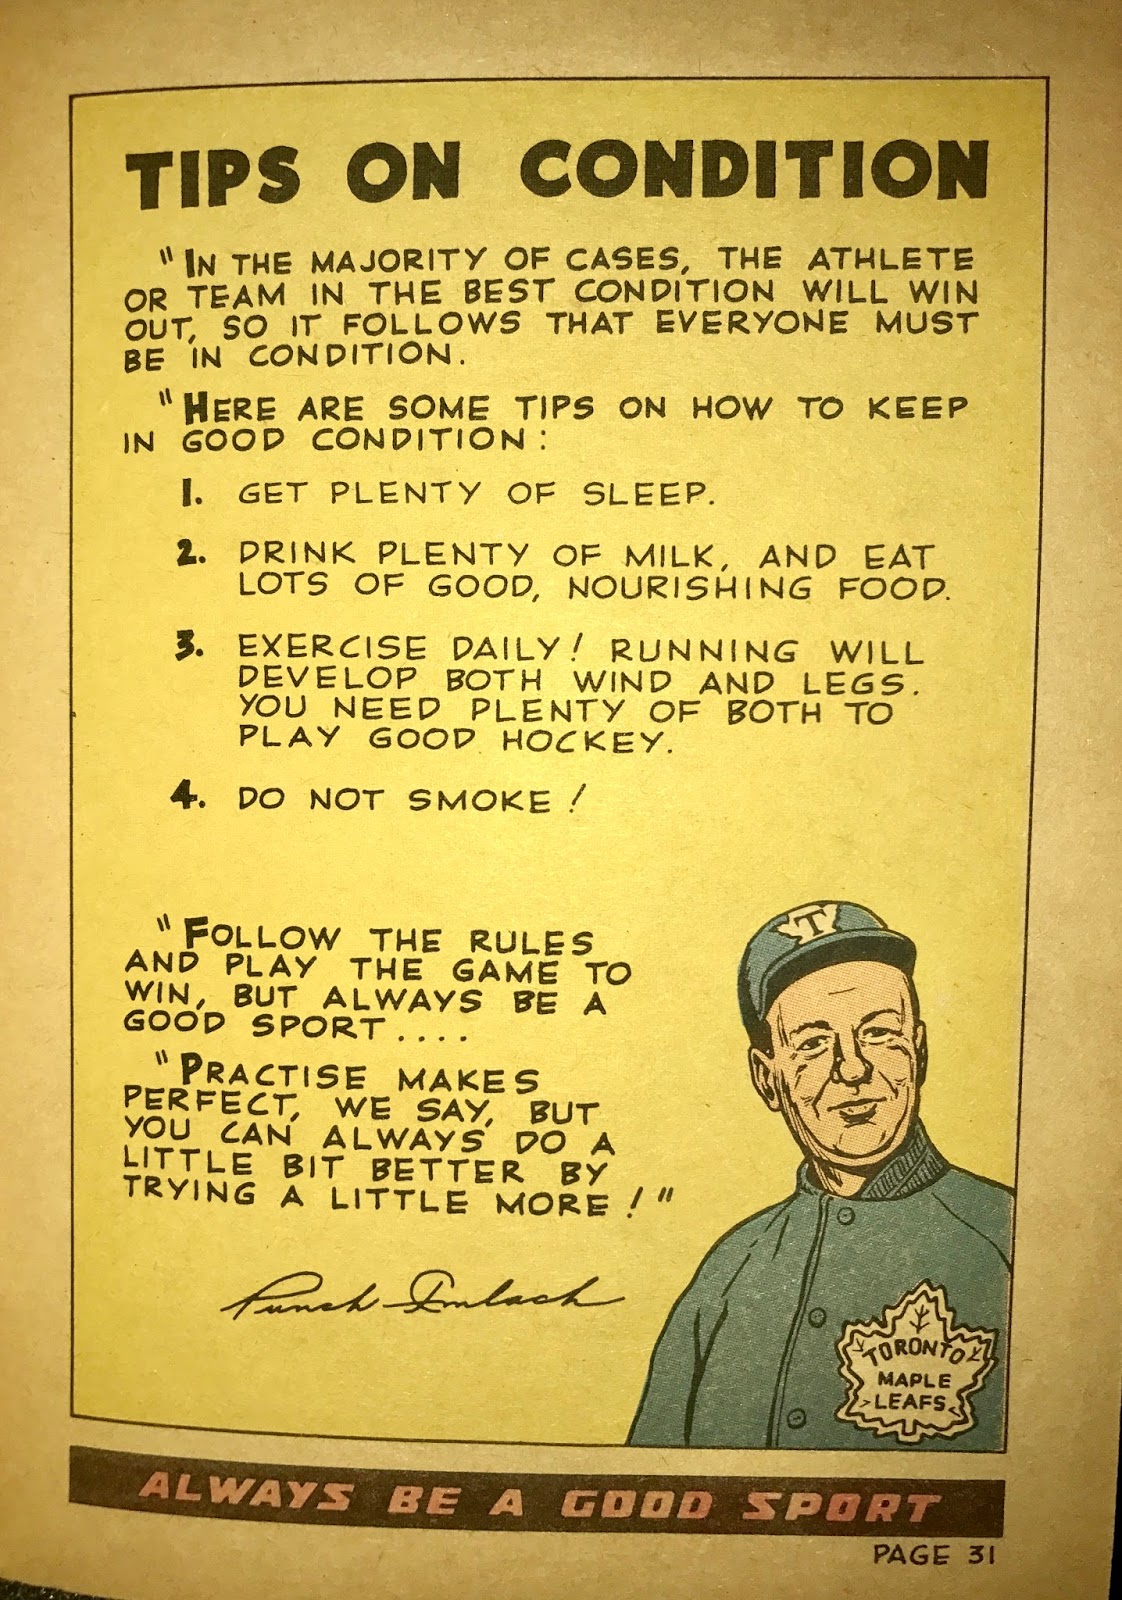 TIPS ON CONDITION
"IN THE MAJORITY OF CASES, THE ATHLETE
OR TEAM IN THE BEST CONDITION WILL WIN
OUT, SO IT FOLLOWS THAT EVERYONE MUST
BE IN CONDITION.
"HERE ARE SOME TIPS ON HOW TO KEEP
IN GOOD CONDITION:
1. GET PLENTY OF SLEEP.
2. DRINK PLENTY OF MILK, AND EAT
LOTS OF GOOD, NOURISHING FOOD.
3. EXERCISE DAILY! RUNNING WILL
DEVELOP BOTH WIND AND LEGS.
YOU NEED PLENTY OF BOTH TO
PLAY GOOD HOCKEY.
4. DO NOT SMOKE!
"FOLLOW THE RULES
AND PLAY THE GAME TO
WIN, BUT ALWAYS BE A
GOOD SPORT....
"PRACTISE MAKES
PERFECT, WE SAY, BUT
YOU CAN ALWAYS DO A
LITTLE BIT BETTER BY
TRYING A LITTLE MORE!"
Punch Imlach
T
TORONTO
MAPLE
LEAFS
ALWAYS BE A GOOD SPORT
PAGE 31